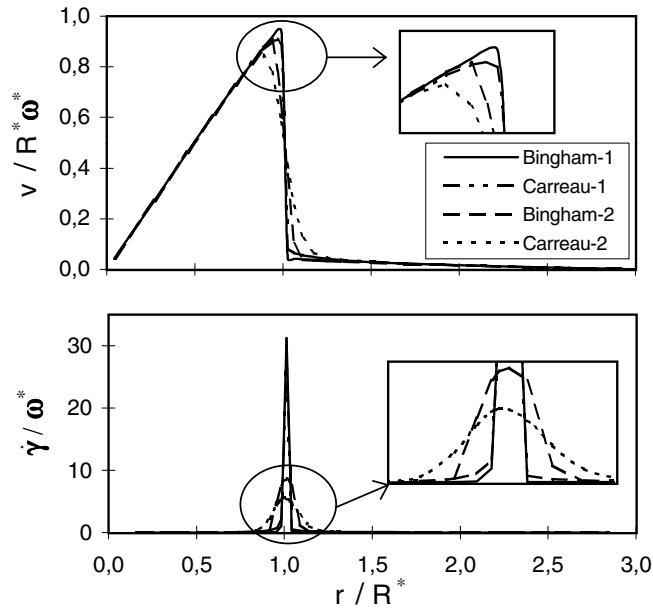 v / R* ω*
1,0
0,8
0,6
0,4
0,2
0,0
Bingham-1
Carreau-1
Bingham-2
Carreau-2
γ̇ / ω*
30
20
10
0
0,0 0,5 1,0 1,5 2,0 2,5 3,0
r / R*